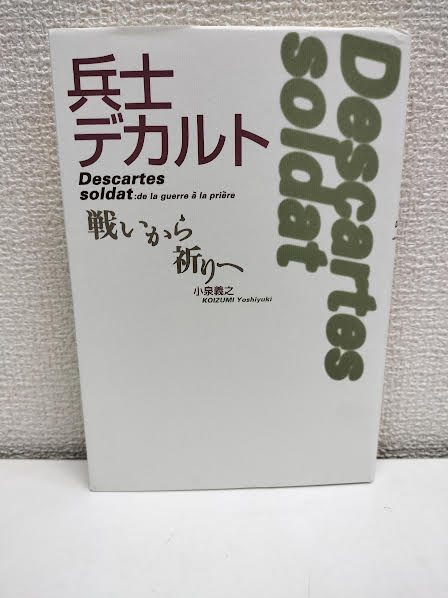 兵士
デカルト
Descartes
soldat:de la guerre à la prière
戦いから
祈りへ
小泉義之
KOIZUMI Yoshiyuki
Descartes
soldat